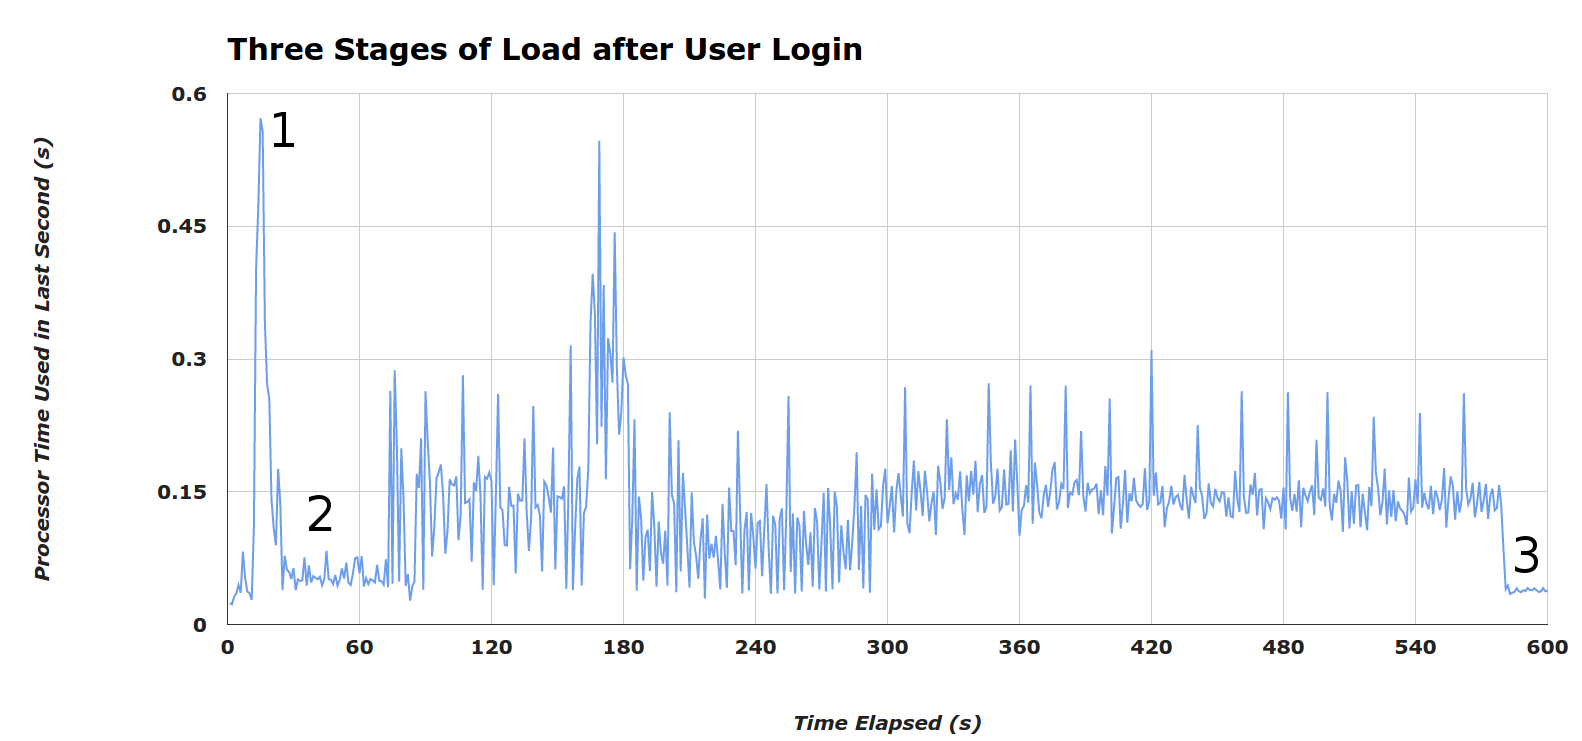 Three Stages of Load after User Login
Processor Time Used in Last Second (s)
0.6
0.45
0.3
0.15
0
1
2
3
0 60 120 180 240 300 360 420 480 540 600
Time Elapsed (s)